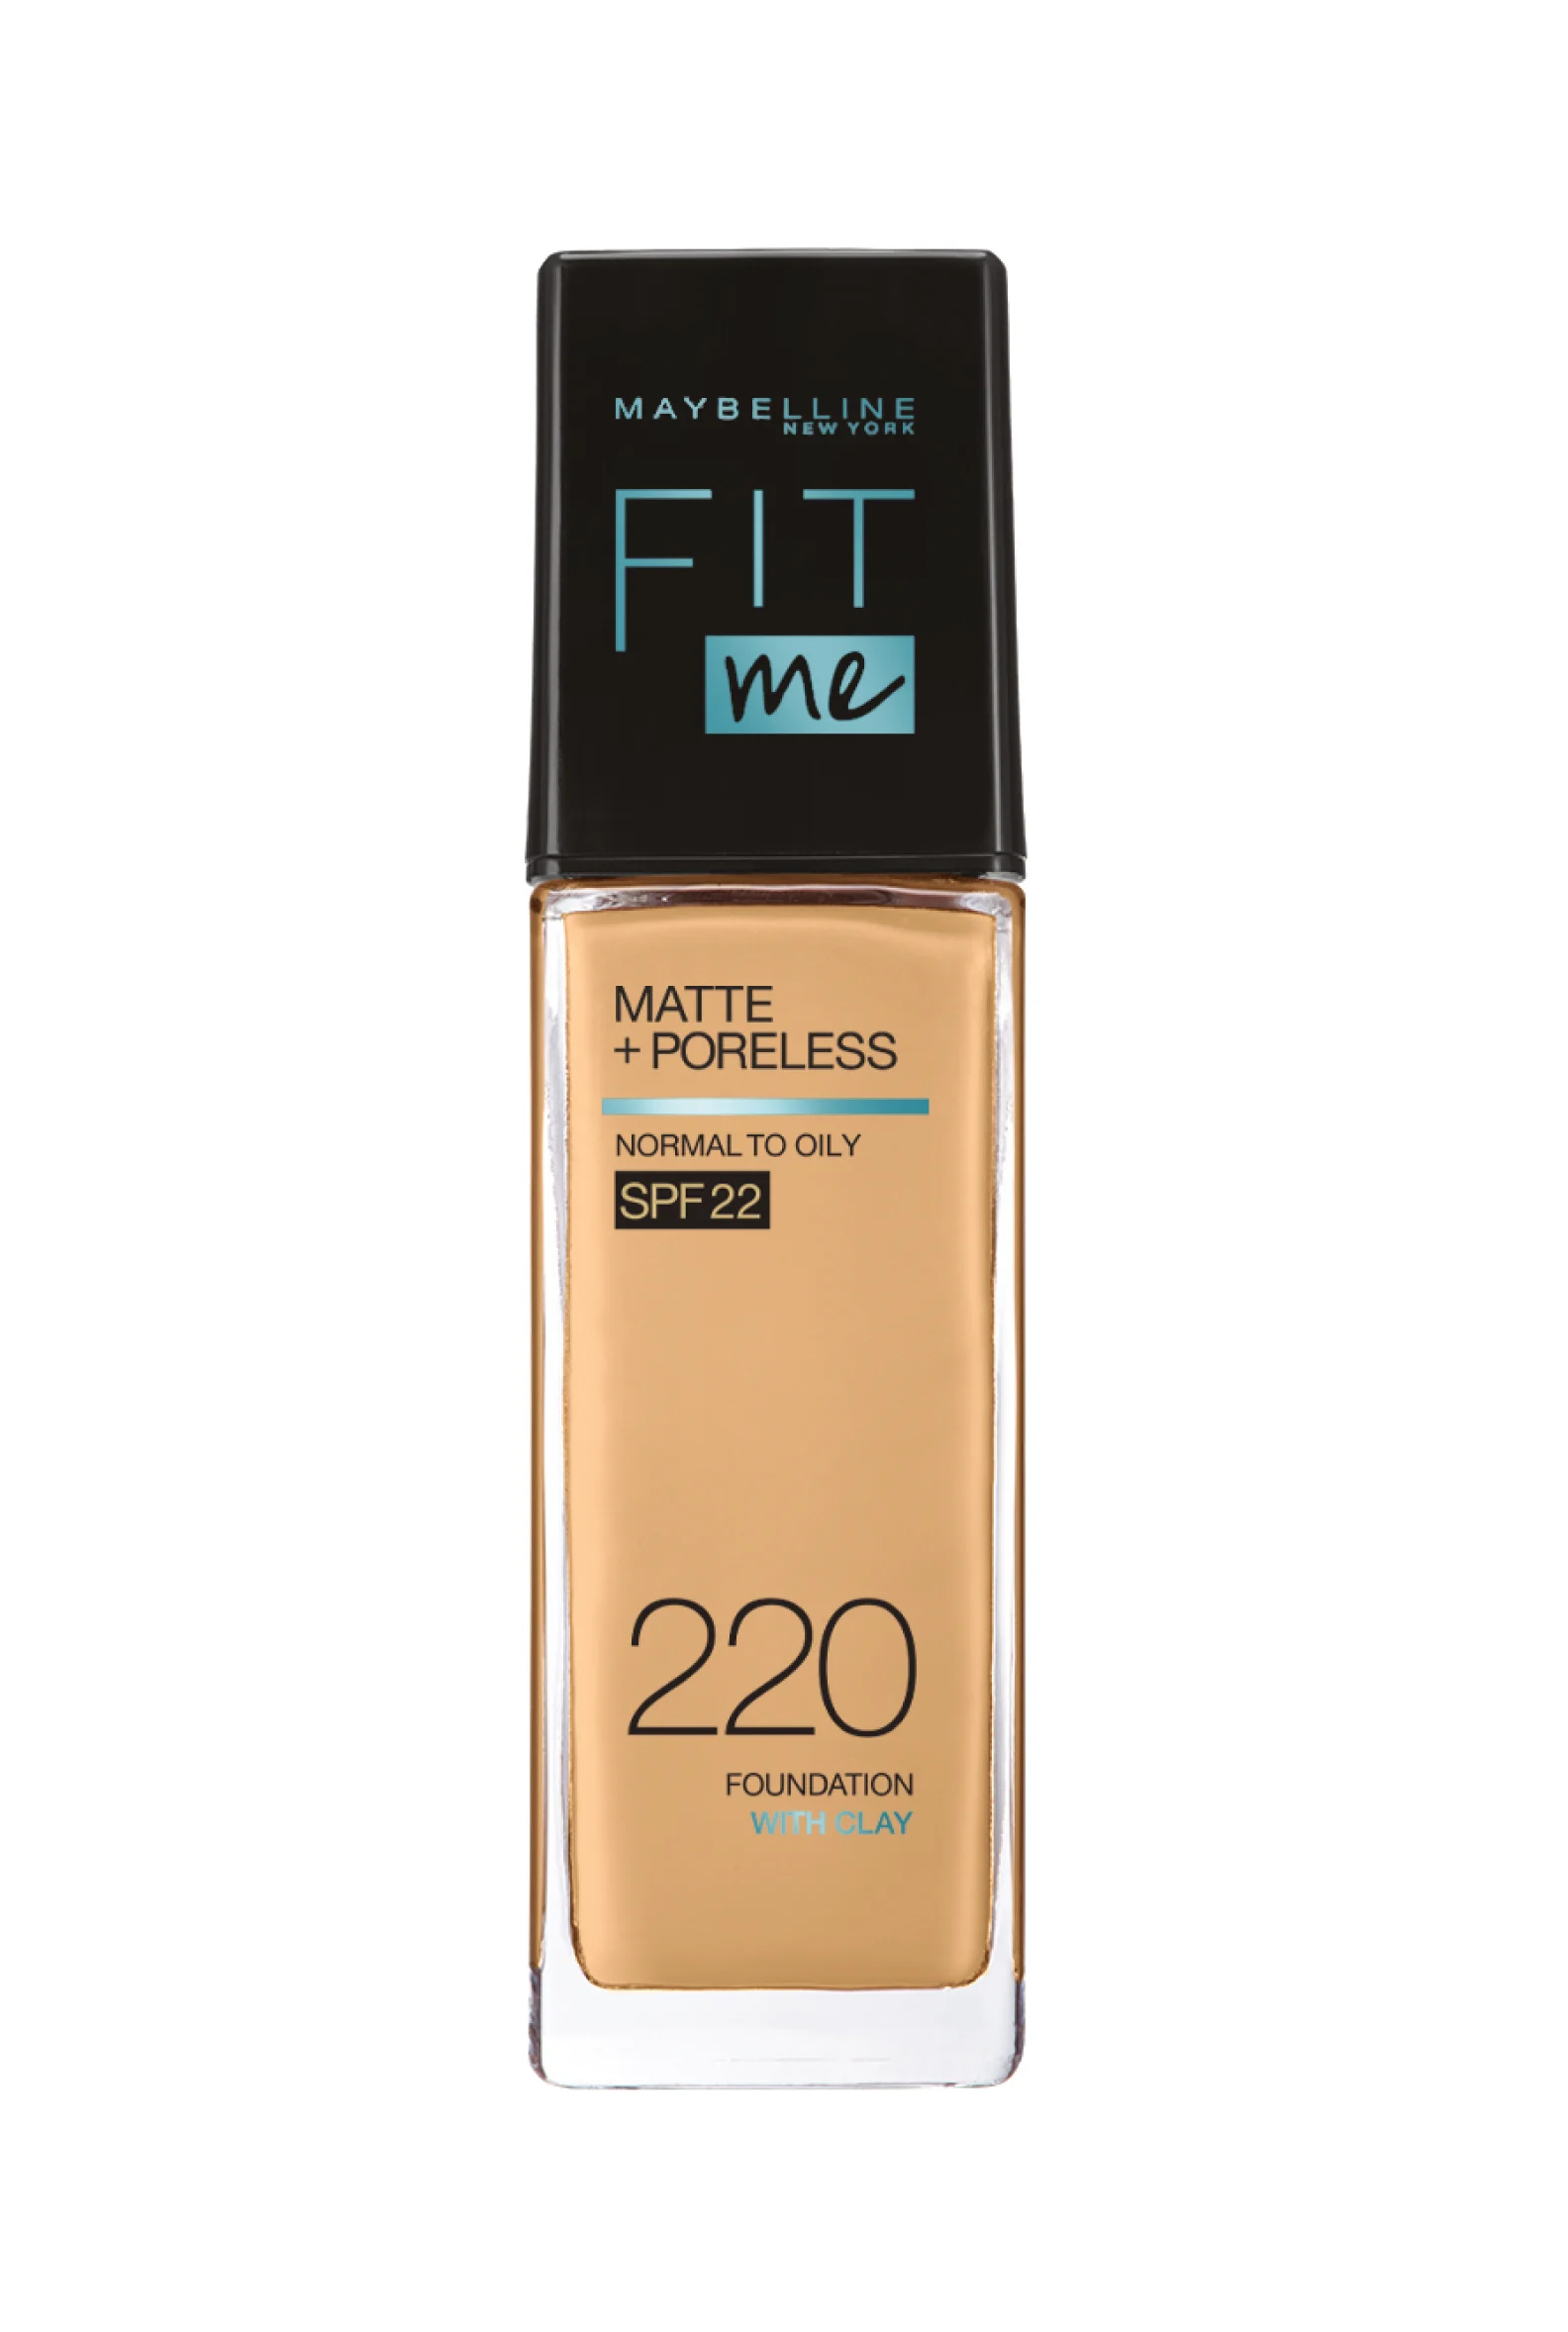 MAYBELLINE
NEW YORK
FIT
me
MATTE
+ PORELESS
NORMAL TO OILY
SPF 22
220
FOUNDATION
WITH CLAY